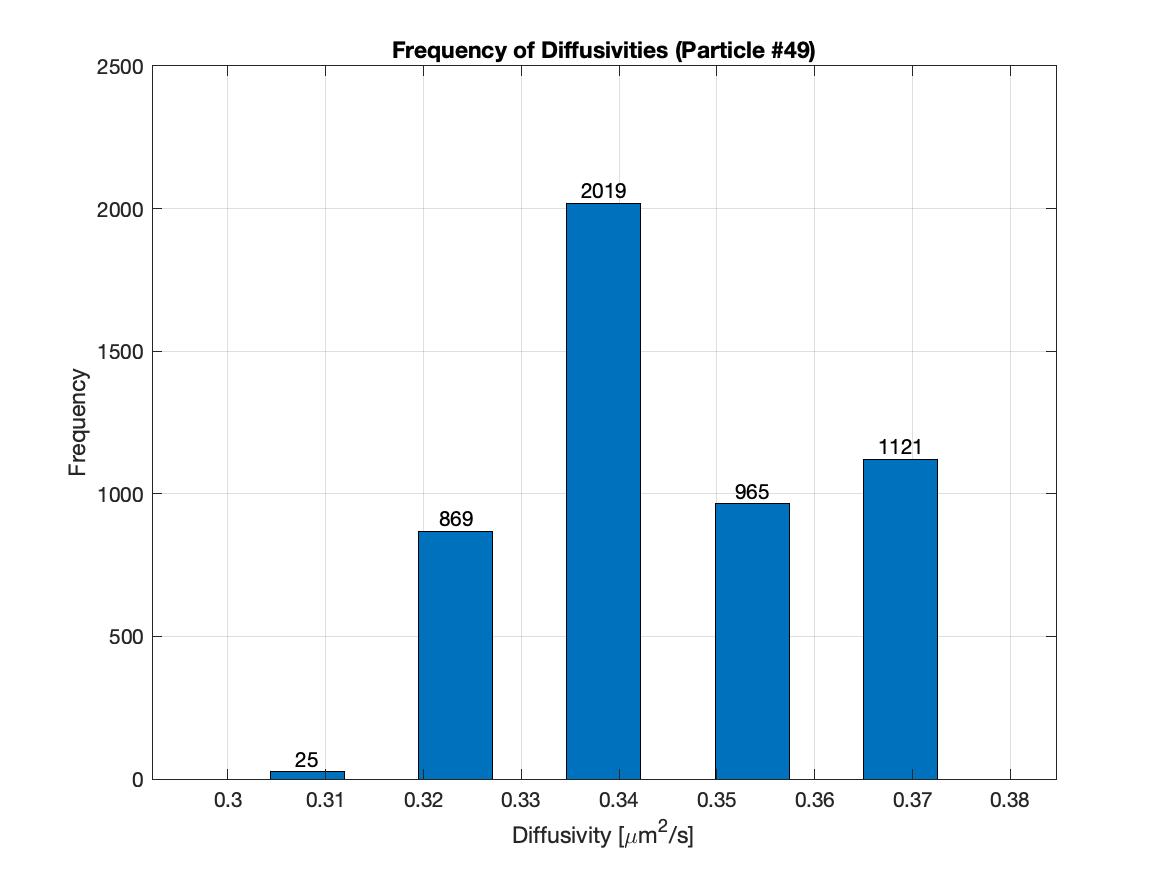 Frequency of Diffusivities (Particle #49)
2500
2000
1500
1000
500
0
Frequency
2019
1121
965
869
25
0.3 0.31 0.32 0.33 0.34 0.35 0.36 0.37 0.38
Diffusivity [μm²/s]